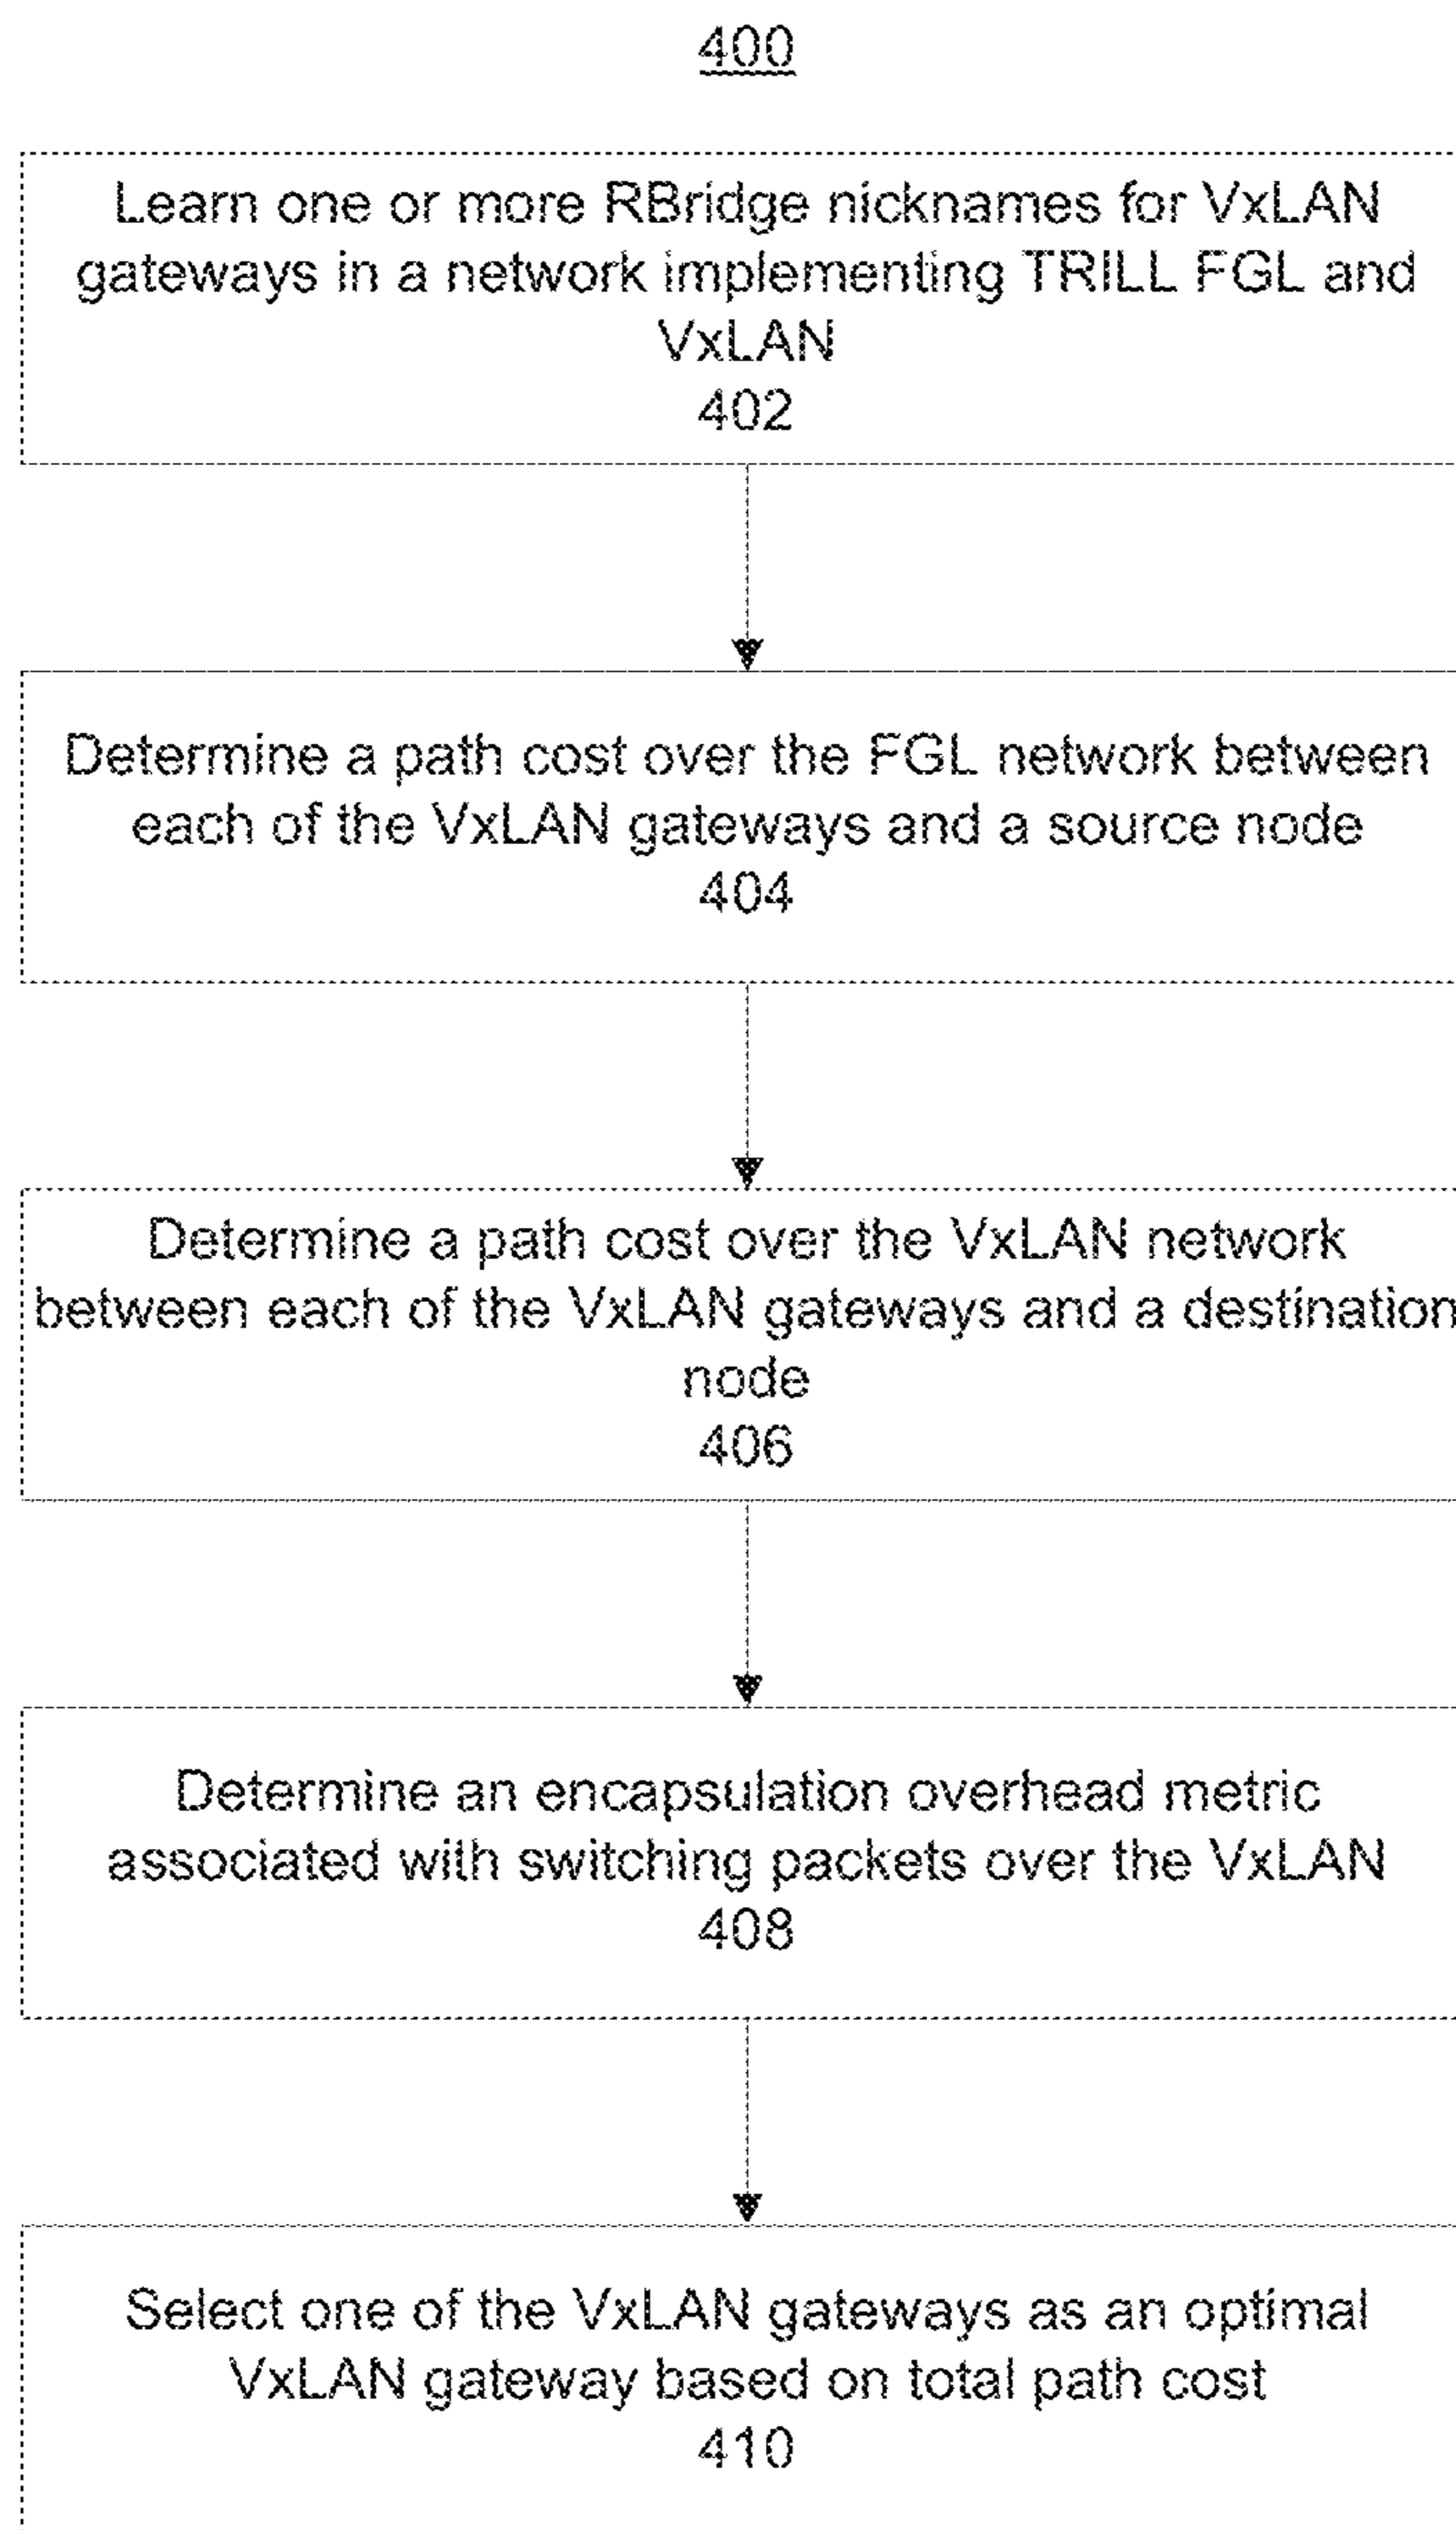 400
Learn one or more RBridge nicknames for VxLAN
gateways in a network implementing TRILL FGL and
VxLAN
402
Determine a path cost over the FGL network between
each of the VxLAN gateways and a source node
404
Determine a path cost over the VxLAN network
between each of the VxLAN gateways and a destination
node
406
Determine an encapsulation overhead metric
associated with switching packets over the VxLAN
408
Select one of the VxLAN gateways as an optimal
VxLAN gateway based on total path cost
410